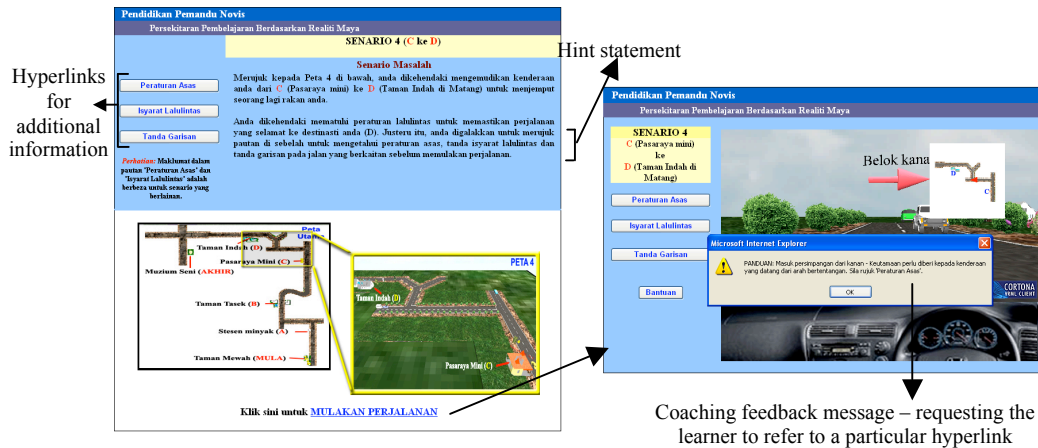 Pendidikan Pemandu Novis
Persekitaran Pembelajaran Berdasarkan Realiti Maya
SENARIO 4 (C ke D)
Senario Masalah
Merujuk kepada Peta 4 di bawah, anda dikehendaki mengemudikan kenderaan
anda dari C (Pasaraya mini) ke D (Taman Indah di Matang) untuk menjemput
seorang lagi rakan anda.
Anda dikehendaki mematuhi peraturan lalulintas untuk memastikan perjalanan
yang selamat ke destinasti anda (D). Justeru itu, anda digalakkan untuk merujuk
pautan di sebelah untuk mengetahui peraturan asas, tanda isyarat lalulintas dan
tanda garisan pada jalan yang berkaitan sebelum memulakan perjalanan.
Peraturan Asas
Isyarat Lalulintas
Tanda Garisan
Perhatian: Maklumat dalam
pautan 'Peraturan Asas' dan
'Isyarat Lalulintas' adalah
berbeza untuk senario yang
berlainan.
Hyperlinks
for
additional
information
Hint statement
Peta
Utama
Taman Indah (D)
Pasaraya Mini (C)
Muzium Seni (AKHIR)
Taman Tasek (B)
Stesen minyak (A)
Taman Mewah (MULA)
PETA 4
Taman Indah (D)
Pasaraya Mini (C)
Klik sini untuk MULAKAN PERJALANAN
Pendidikan Pemandu Novis
Persekitaran Pembelajaran Berdasarkan Realiti Maya
SENARIO 4
C (Pasaraya mini)
ke
D (Taman Indah di
Matang)
Peraturan Asas
Isyarat Lalulintas
Tanda Garisan
Bantuan
Belok kana
D
C
Microsoft Internet Explorer
PANDUAN: Masuk persimpangan dari kanan - Keutamaan perlu diberi kepada kenderaan
yang datang dari arah bertentangan. Sila rujuk 'Peraturan Asas'.
OK
CORTONA
VRML CLIENT
Coaching feedback message – requesting the
learner to refer to a particular hyperlink